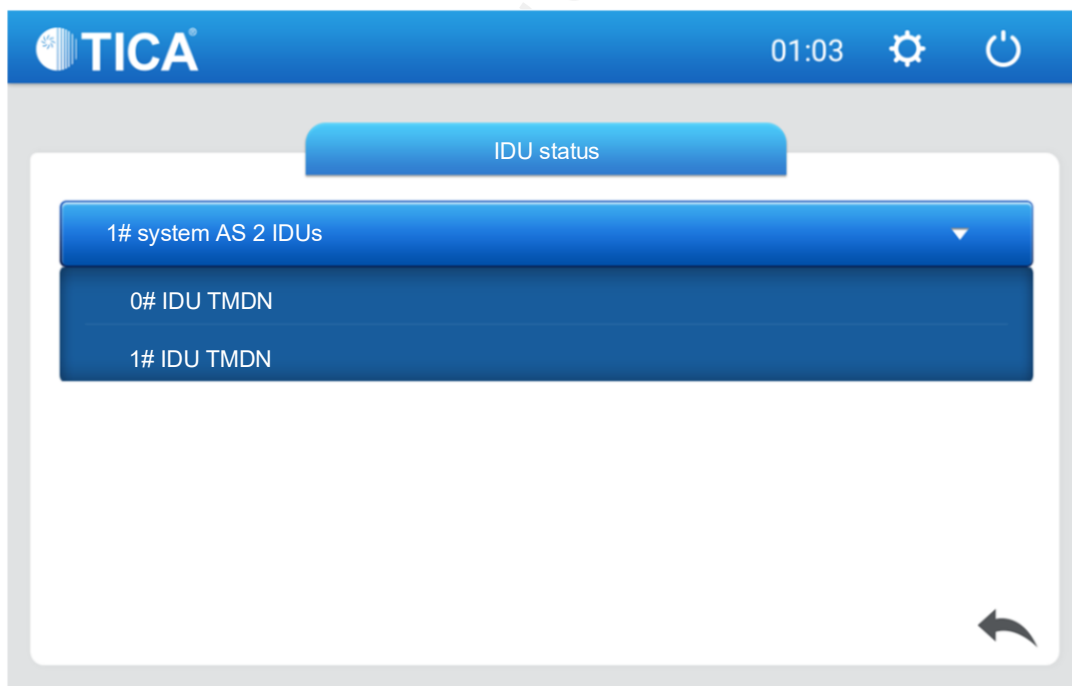 TICA®
01:03
IDU status
1# system AS 2 IDUs
0# IDU TMDN
1# IDU TMDN